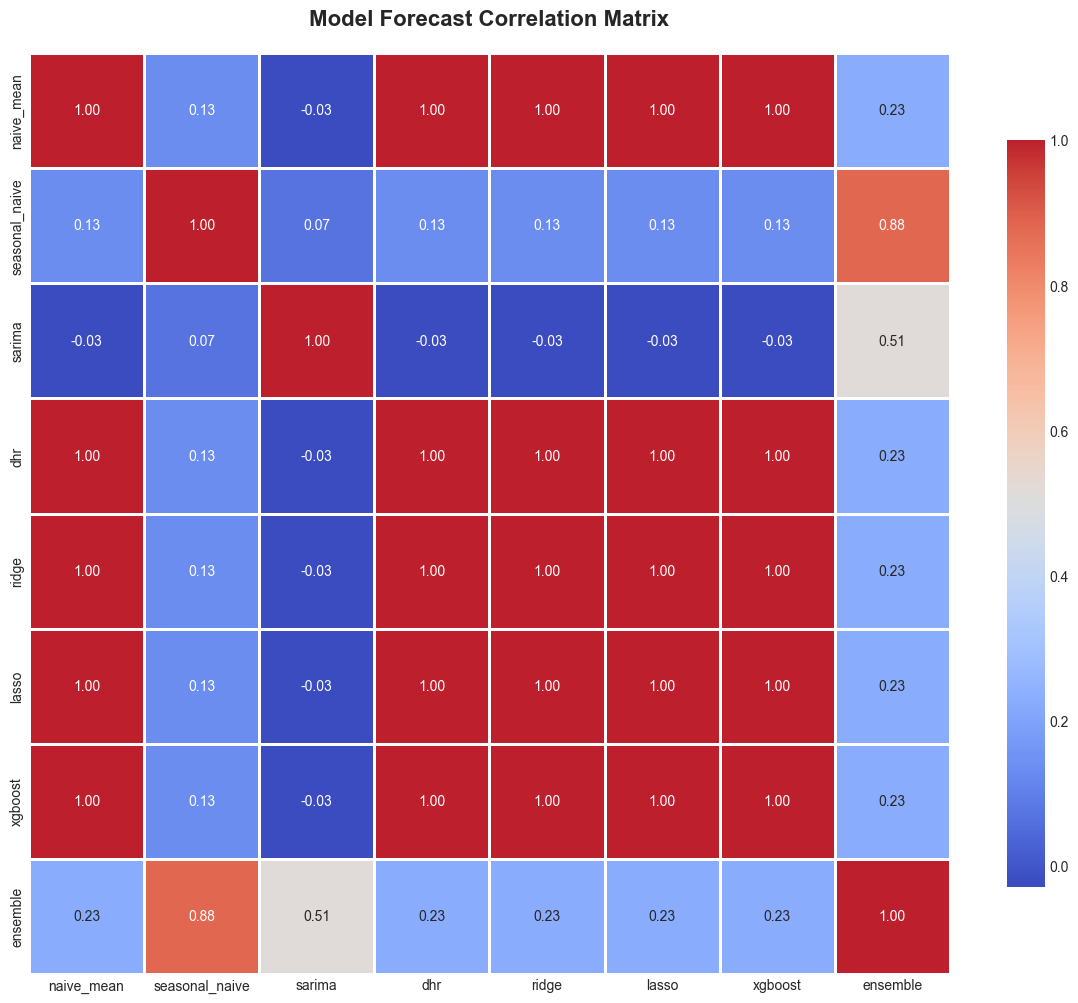 Model Forecast Correlation Matrix
naive_mean 1.00 0.13 -0.03 1.00 1.00 1.00 1.00 0.23
seasonal_naive 0.13 1.00 0.07 0.13 0.13 0.13 0.13 0.88
sarima -0.03 0.07 1.00 -0.03 -0.03 -0.03 -0.03 0.51
dhr 1.00 0.13 -0.03 1.00 1.00 1.00 1.00 0.23
ridge 1.00 0.13 -0.03 1.00 1.00 1.00 1.00 0.23
lasso 1.00 0.13 -0.03 1.00 1.00 1.00 1.00 0.23
xgboost 1.00 0.13 -0.03 1.00 1.00 1.00 1.00 0.23
ensemble 0.23 0.88 0.51 0.23 0.23 0.23 0.23 1.00
naive_mean seasonal_naive sarima dhr ridge lasso xgboost ensemble
1.0
0.8
0.6
0.4
0.2
0.0